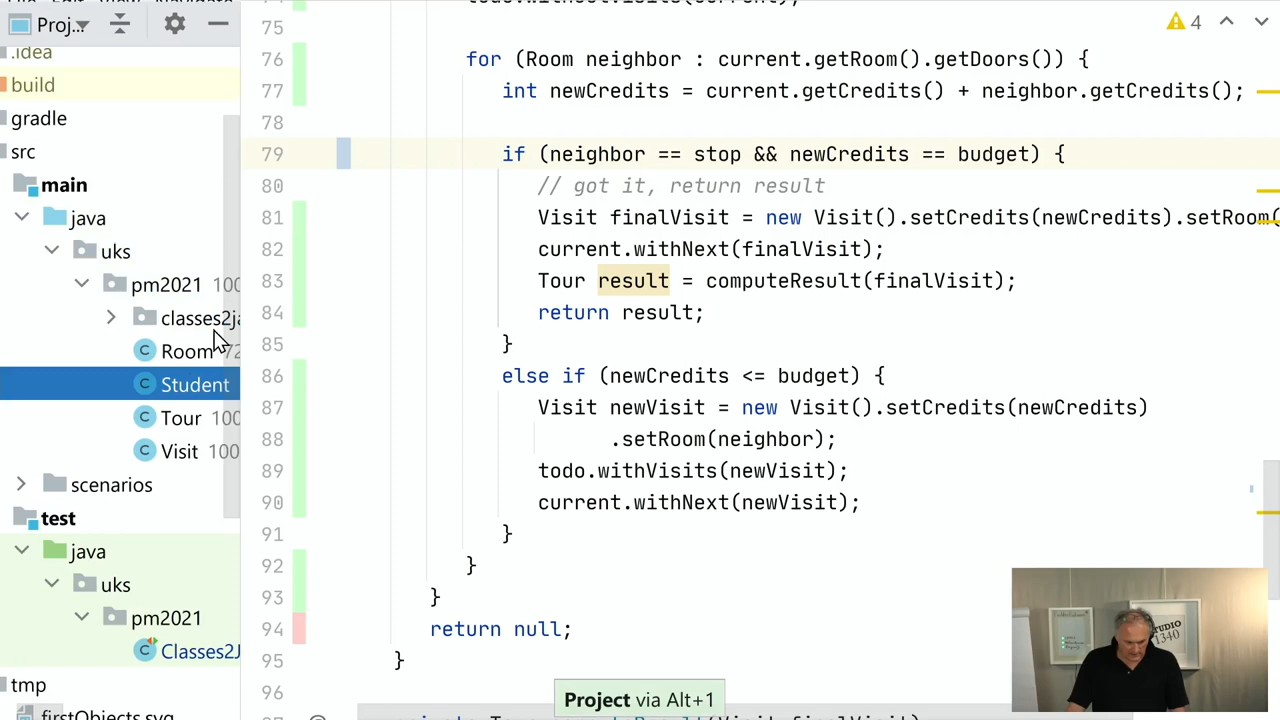 Proj...
.idea
build
gradle
src
main
java
uks
pm2021 100
classes2ja
Room 72
Student
Tour 100
Visit 100
scenarios
test
java
uks
pm2021
Classes2J
tmp
firstObjects.svg
4
75
76 for (Room neighbor : current.getRoom().getDoors()) {
77 int newCredits = current.getCredits() + neighbor.getCredits();
78
79 if (neighbor == stop && newCredits == budget) {
80 // got it, return result
81 Visit finalVisit = new Visit().setCredits(newCredits).setRoom(
82 current.withNext(finalVisit);
83 Tour result = computeResult(finalVisit);
84 return result;
85 }
86 else if (newCredits <= budget) {
87 Visit newVisit = new Visit().setCredits(newCredits)
88 .setRoom(neighbor);
89 todo.withVisits(newVisit);
90 current.withNext(newVisit);
91 }
92 }
93 }
94 return null;
95 }
96
Project via Alt+1
STUDIO
1340